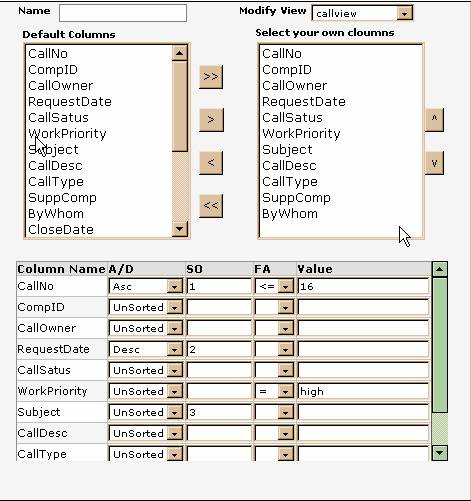 Name Modify View callview
Default Columns Select your own cloumns
CallNo CallNo
CompID CompID
CallOwner >> CallOwner
RequestDate RequestDate
CallSatus > CallSatus ^
WorkPriority WorkPriority
Subject Subject
CallDesc < CallDesc v
CallType CallType
SuppComp << SuppComp
ByWhom ByWhom
CloseDate
Column Name A/D SO FA Value
CallNo Asc 1 <= 16
CompID UnSorted
CallOwner UnSorted
RequestDate Desc 2
CallSatus UnSorted
WorkPriority UnSorted = high
Subject UnSorted 3
CallDesc UnSorted
CallType UnSorted